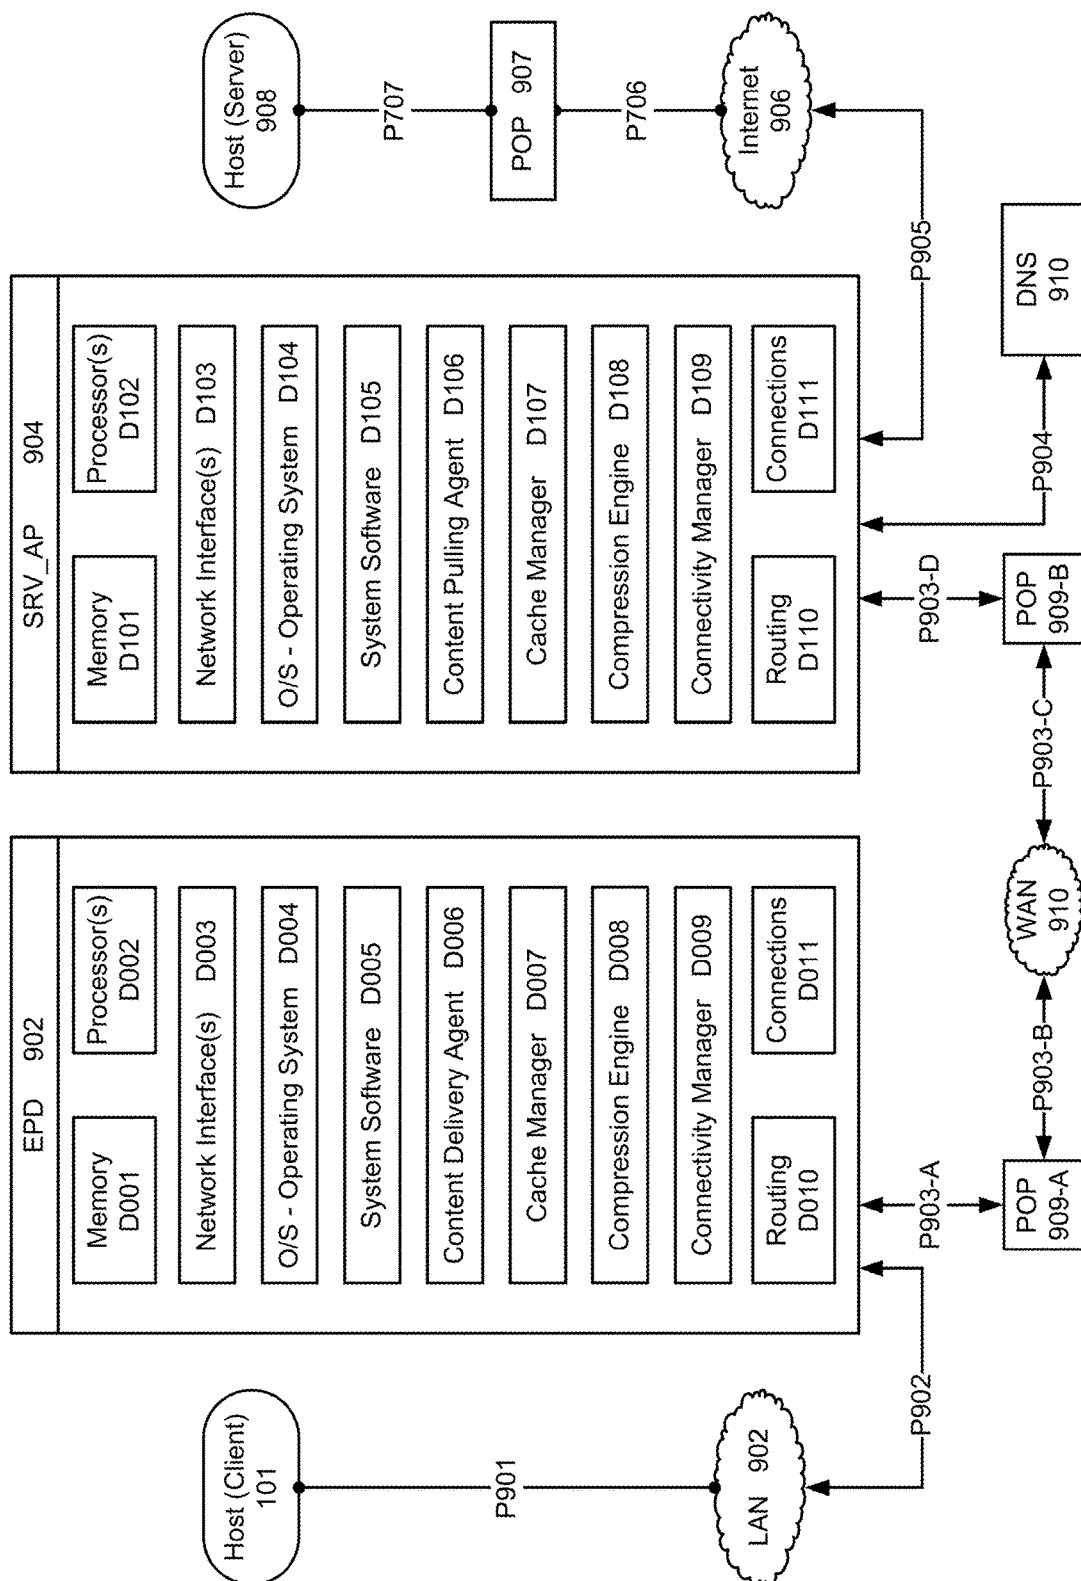 Host (Client)
101
P901
LAN 902
P902
EPD 902
Memory
D001
Processor(s)
D002
Network Interface(s) D003
O/S - Operating System D004
System Software D005
Content Delivery Agent D006
Cache Manager D007
Compression Engine D008
Connectivity Manager D009
Routing
D010
Connections
D011
P903-A
POP
909-A
P903-B
WAN
910
P903-C
POP
909-B
P903-D
SRV_AP 904
Memory
D101
Processor(s)
D102
Network Interface(s) D103
O/S - Operating System D104
System Software D105
Content Pulling Agent D106
Cache Manager D107
Compression Engine D108
Connectivity Manager D109
Routing
D110
Connections
D111
P904
DNS
910
P905
Host (Server)
908
P707
POP 907
P706
Internet
906